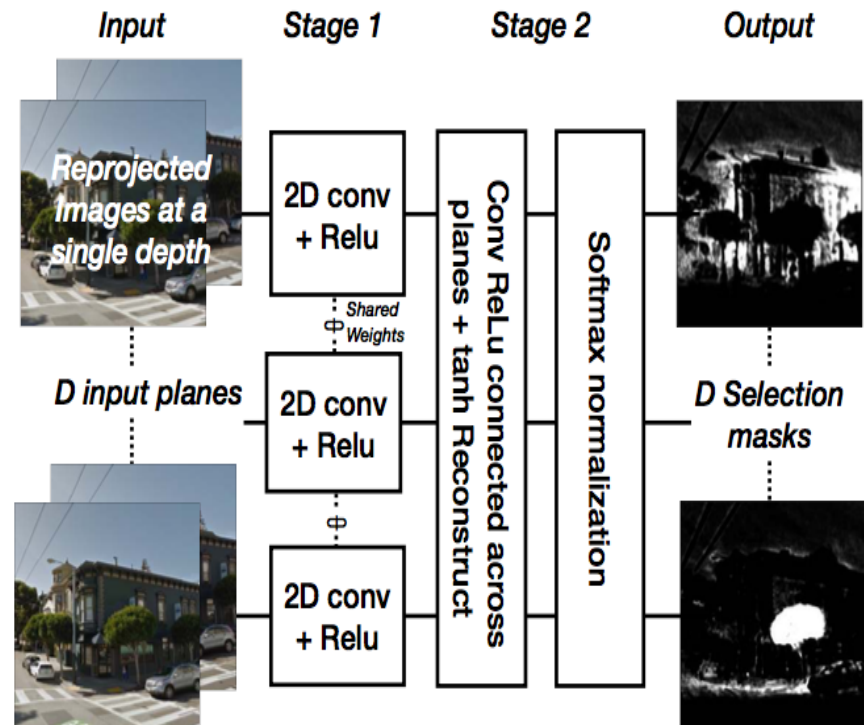 Input
Stage 1
Stage 2
Output
Reprojected
Images at a
single depth
2D conv
+ Relu
Shared
Weights
D input planes
2D conv
+ Relu
2D conv
+ Relu
Conv ReLu connected across
planes + tanh Reconstruct
Softmax normalization
D Selection
masks